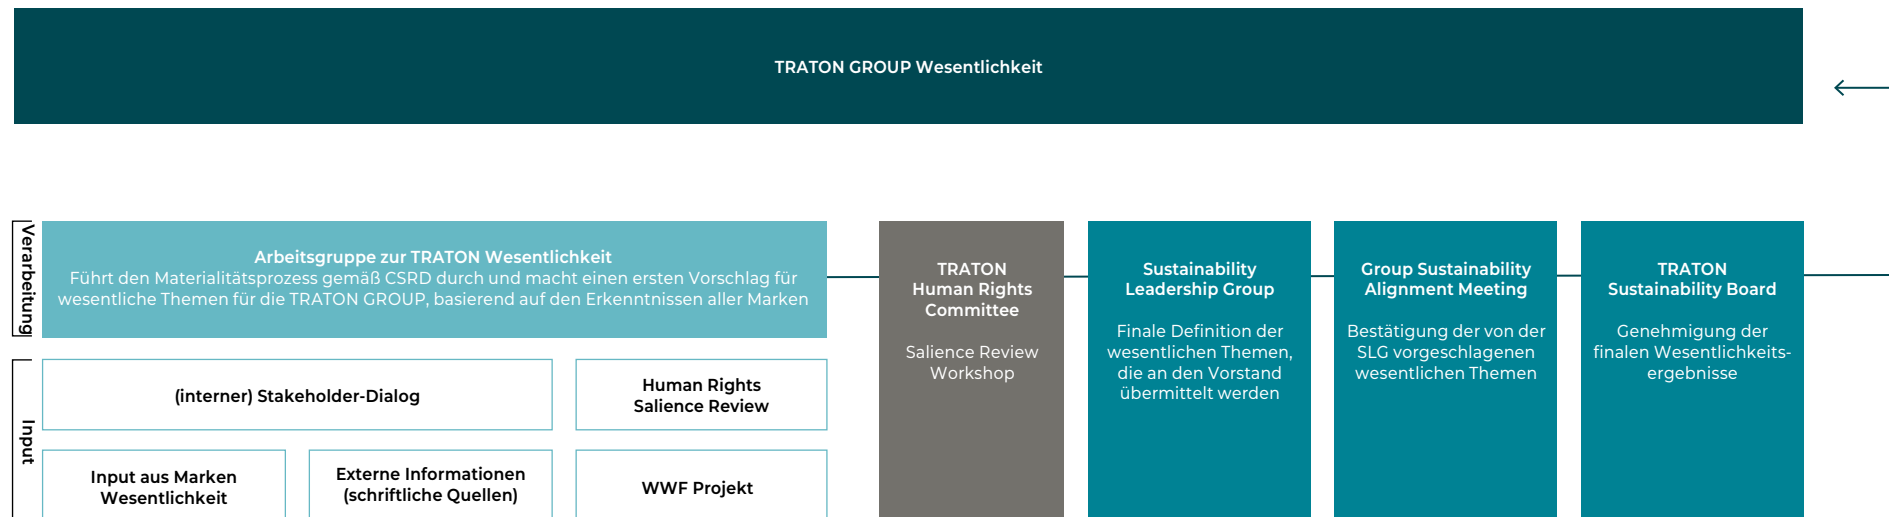 TRATON GROUP Wesentlichkeit
Verarbeitung
Arbeitsgruppe zur TRATON Wesentlichkeit
Führt den Materialitätsprozess gemäß CSRD durch und macht einen ersten Vorschlag für
wesentliche Themen für die TRATON GROUP, basierend auf den Erkenntnissen aller Marken
Input
(interner) Stakeholder-Dialog
Human Rights
Salience Review
Input aus Marken
Wesentlichkeit
Externe Informationen
(schriftliche Quellen)
WWF Projekt
TRATON
Human Rights
Committee
Salience Review
Workshop
Sustainability
Leadership Group
Finale Definition der
wesentlichen Themen,
die an den Vorstand
übermittelt werden
Group Sustainability
Alignment Meeting
Bestätigung der von der
SLG vorgeschlagenen
wesentlichen Themen
TRATON
Sustainability Board
Genehmigung der
finalen Wesentlichkeits-
ergebnisse